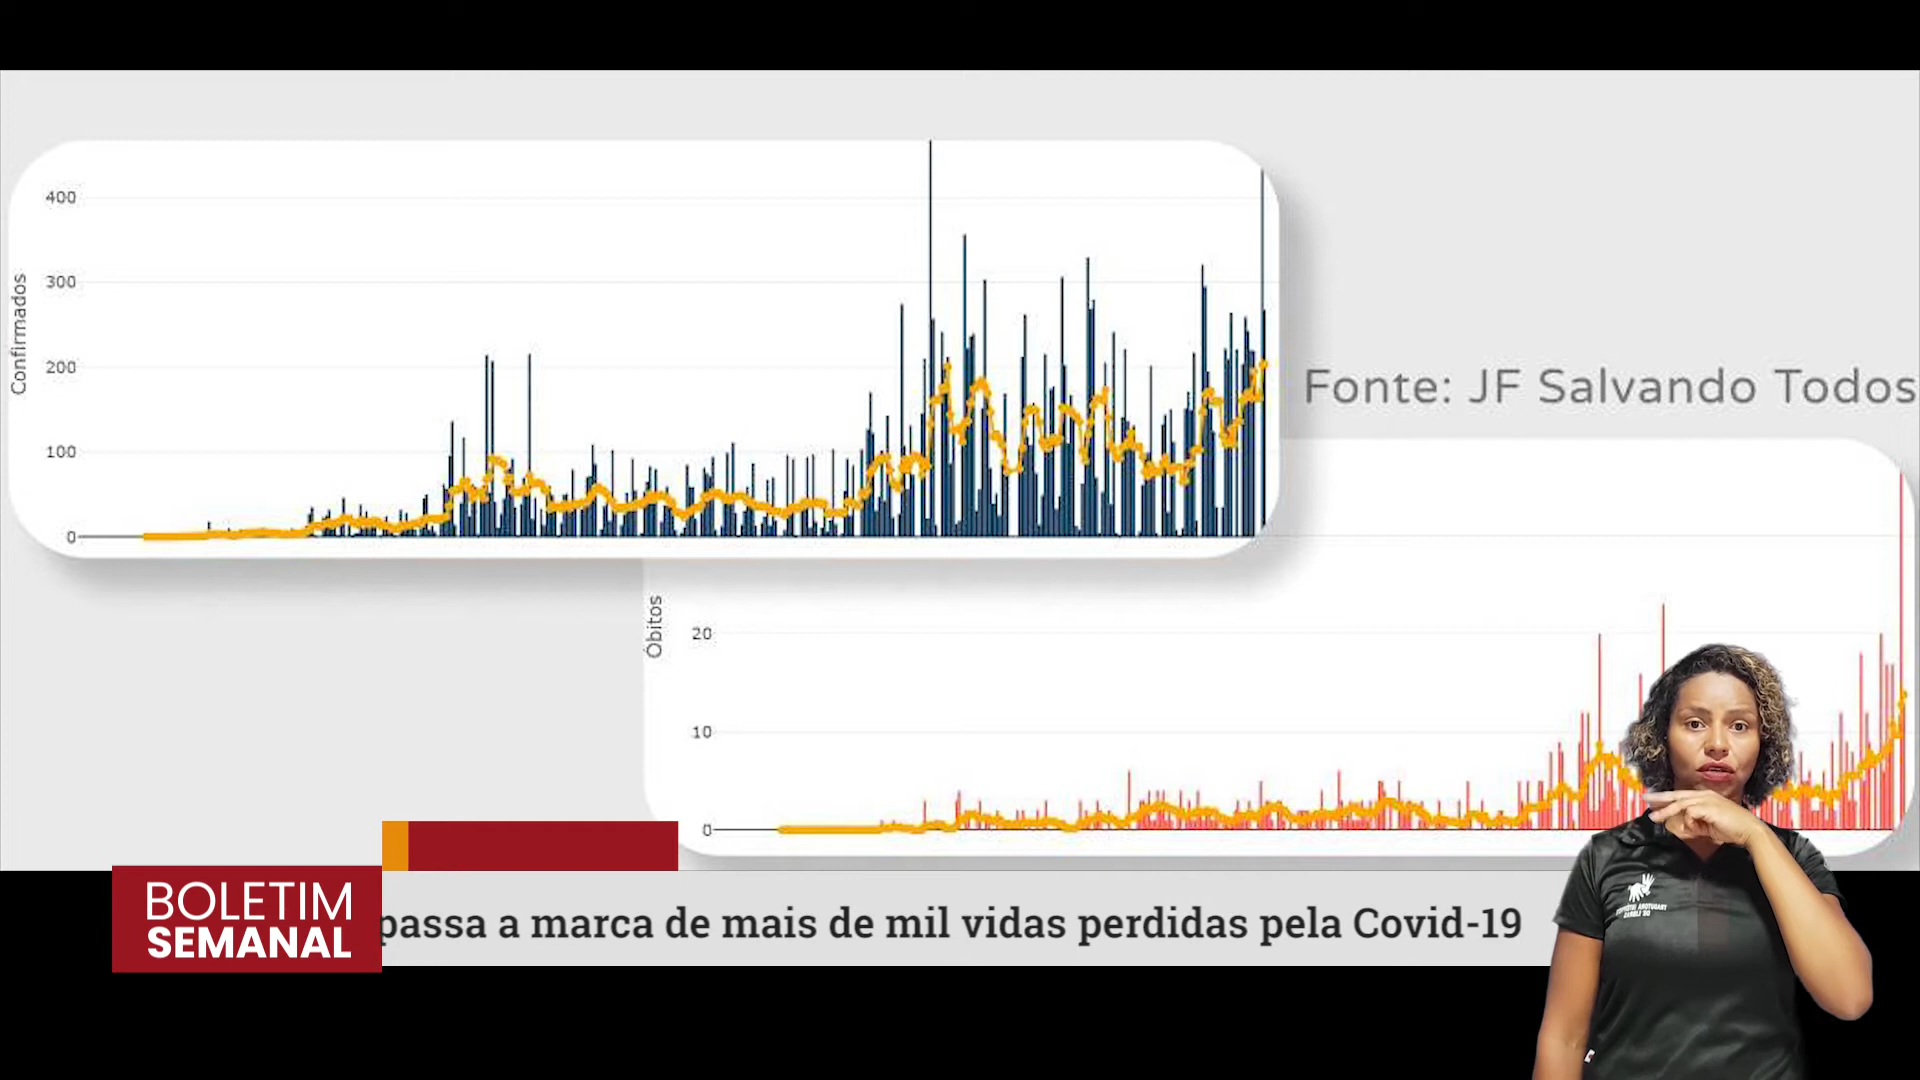 400
300
200
100
0
Confirmados
Fonte: JF Salvando Todos
Óbitos
20
10
0
BOLETIM
SEMANAL
passa a marca de mais de mil vidas perdidas pela Covid-19